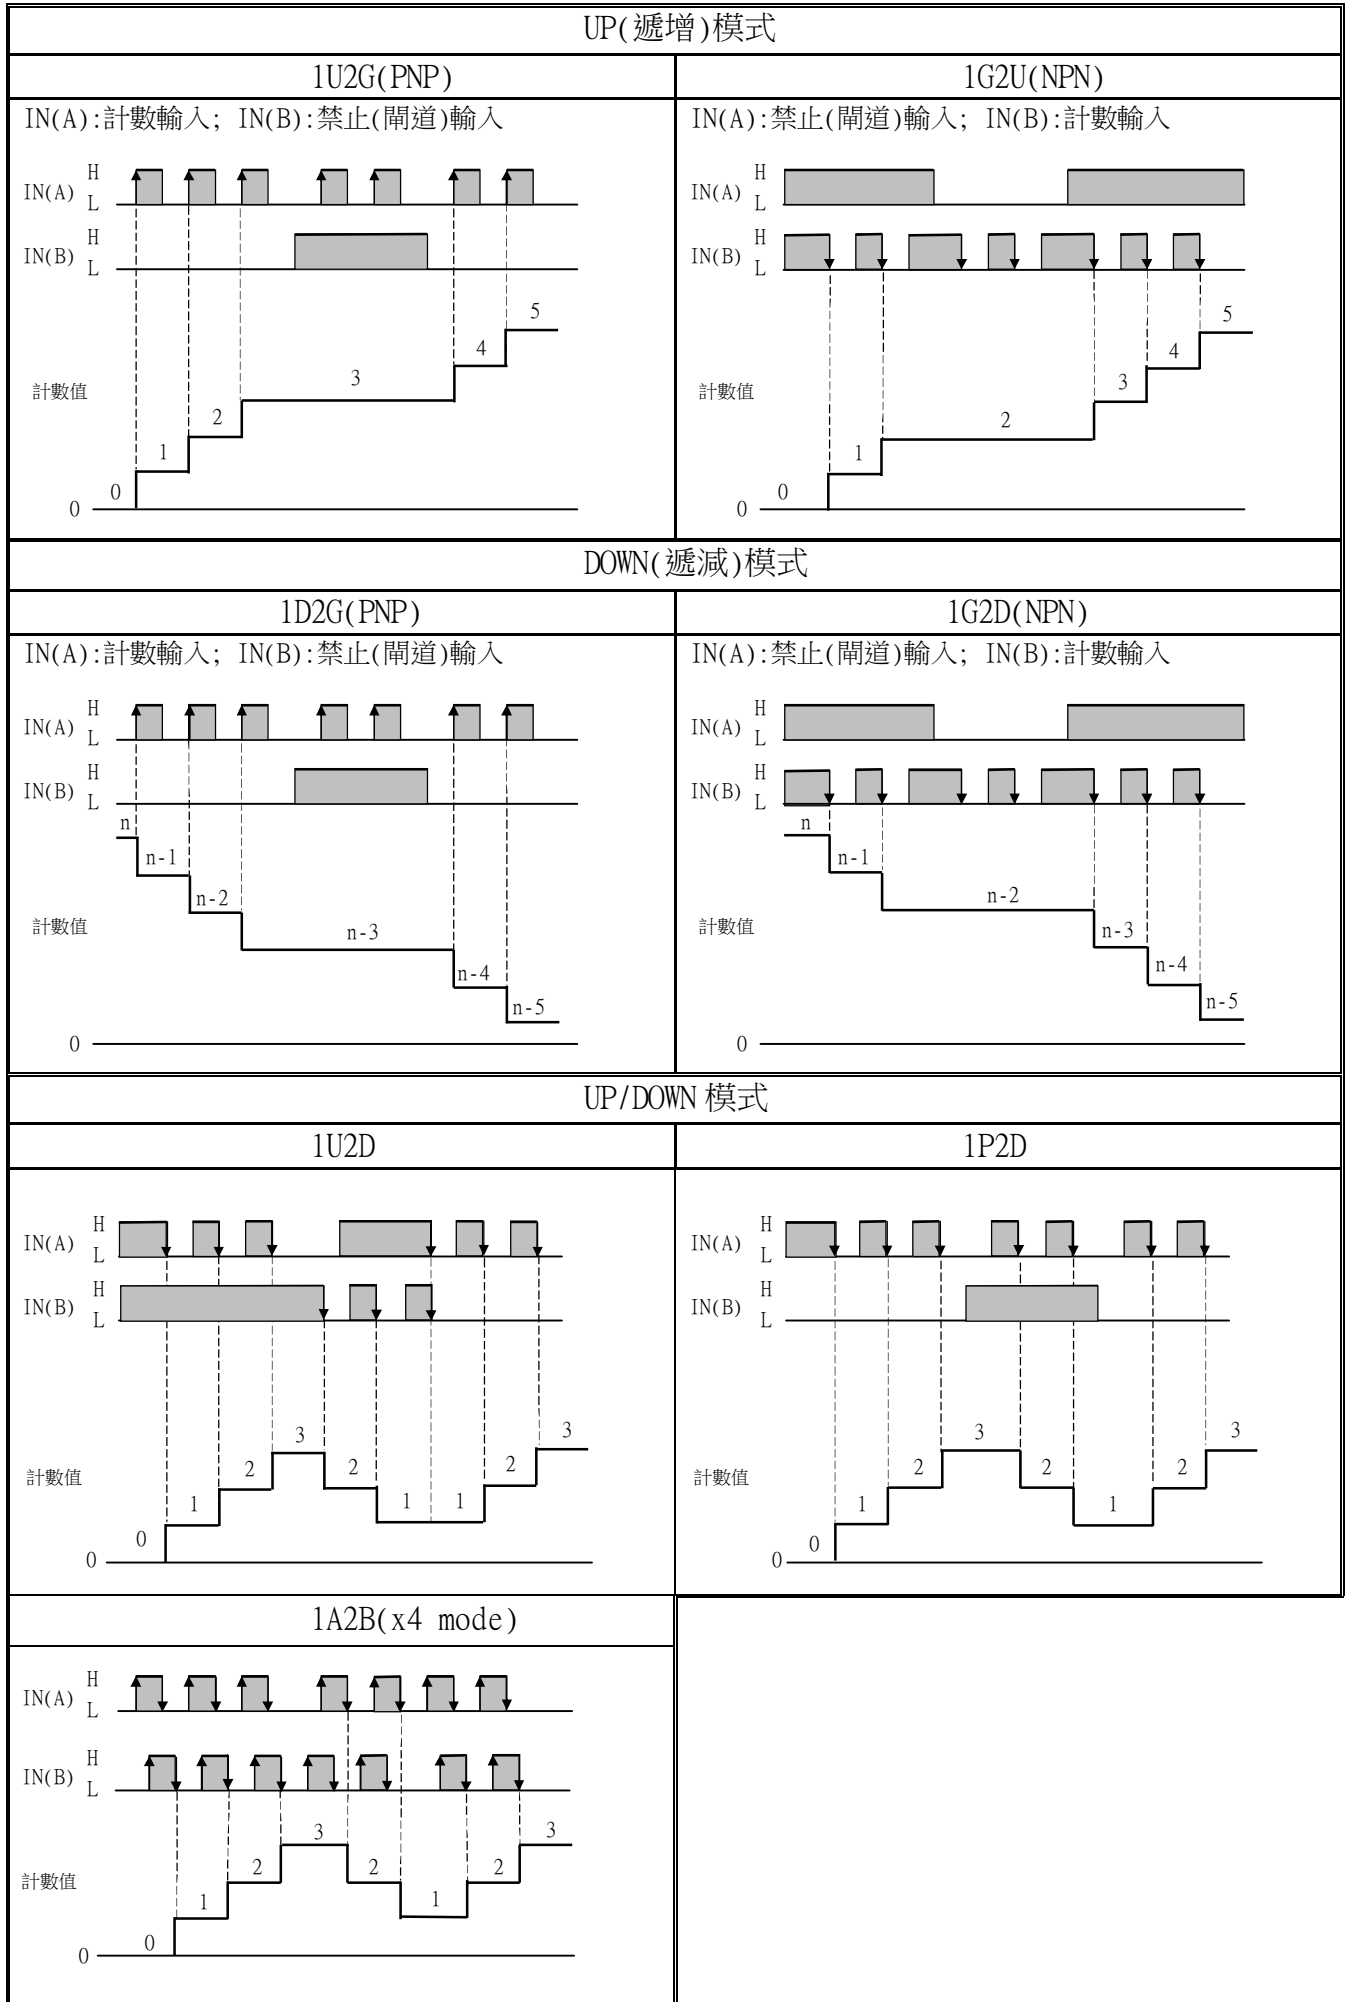 UP(遞增)模式
1U2G(PNP)
1G2U(NPN)
IN(A):計數輸入; IN(B):禁止(閘道)輸入
H
IN(A)
L
H
IN(B)
L
5
4
3
計數值
2
1
0
0
IN(A):禁止(閘道)輸入; IN(B):計數輸入
H
IN(A)
L
H
IN(B)
L
5
4
3
計數值
2
1
0
0
DOWN(遞減)模式
1D2G(PNP)
1G2D(NPN)
IN(A):計數輸入; IN(B):禁止(閘道)輸入
H
IN(A)
L
H
IN(B)
L
n
n-1
n-2
計數值
n-3
n-4
n-5
0
IN(A):禁止(閘道)輸入; IN(B):計數輸入
H
IN(A)
L
H
IN(B)
L
n
n-1
n-2
計數值
n-3
n-4
n-5
0
UP/DOWN 模式
1U2D
1P2D
H
IN(A)
L
H
IN(B)
L
3
3
2
2
2
計數值
1
1
1
0
0
H
IN(A)
L
H
IN(B)
L
3
3
2
2
2
計數值
1
1
0
0
1A2B(x4 mode)
H
IN(A)
L
H
IN(B)
L
3
3
2
2
2
計數值
1
1
0
0